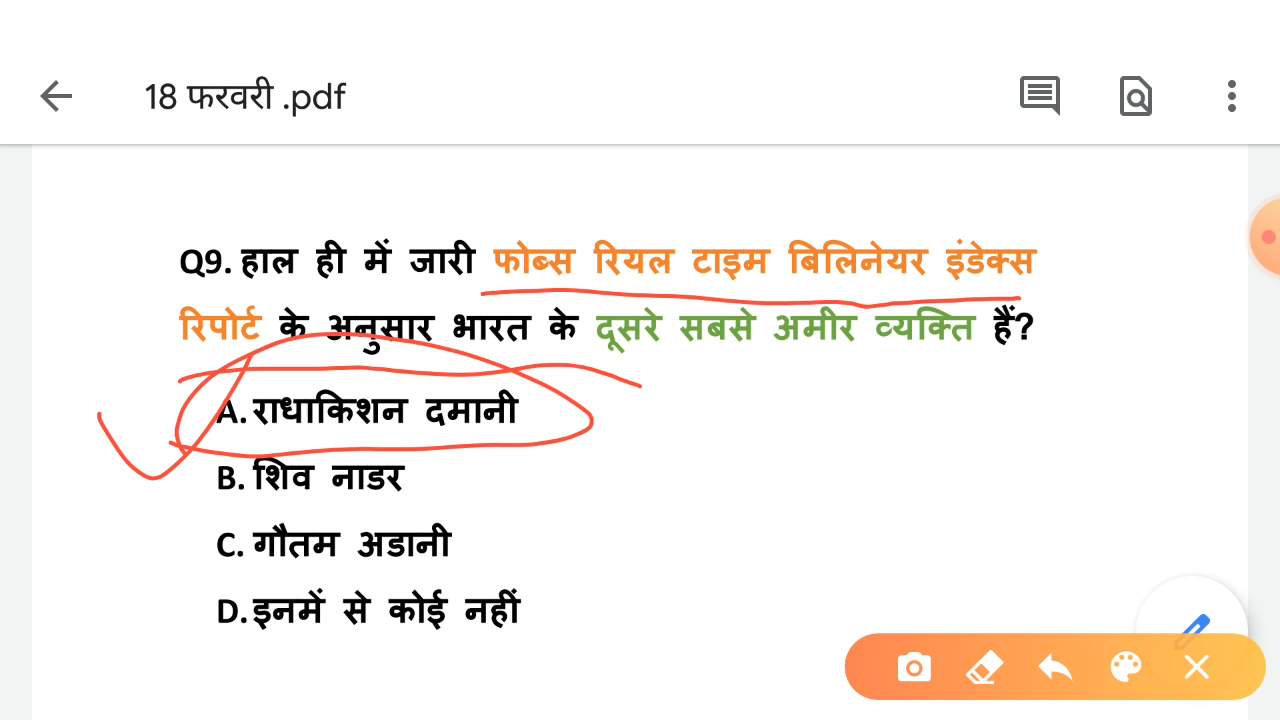 18 फरवरी .pdf
Q9. हाल ही में जारी फोब्स रियल टाइम बिलिनेयर इंडेक्स
रिपोर्ट के अनुसार भारत के दूसरे सबसे अमीर व्यक्ति हैं?
A. राधाकिशन दमानी
B. शिव नाडर
C. गौतम अडानी
D. इनमें से कोई नहीं